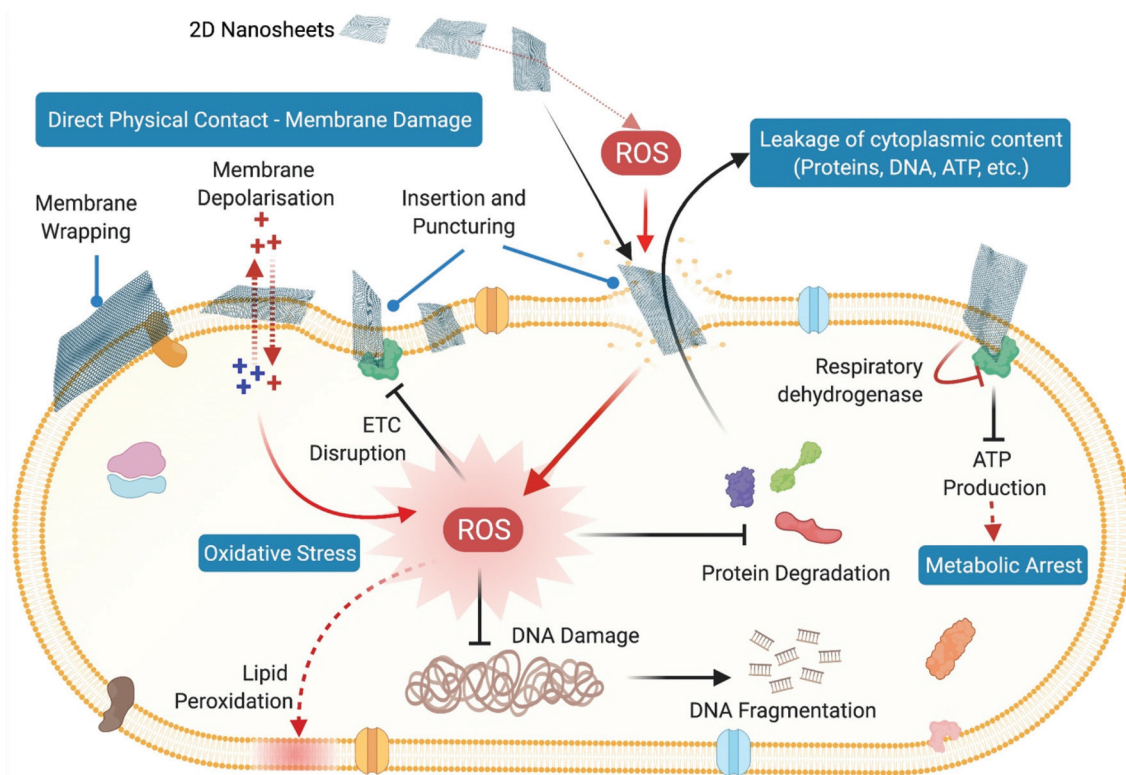 2D Nanosheets
Direct Physical Contact - Membrane Damage
ROS
Leakage of cytoplasmic content
(Proteins, DNA, ATP, etc.)
Membrane
Depolarisation
Membrane
Wrapping
Insertion and
Puncturing
Respiratory
dehydrogenase
ETC
Disruption
ATP
Production
ROS
Oxidative Stress
Protein Degradation
Metabolic Arrest
DNA Damage
Lipid
Peroxidation
DNA Fragmentation